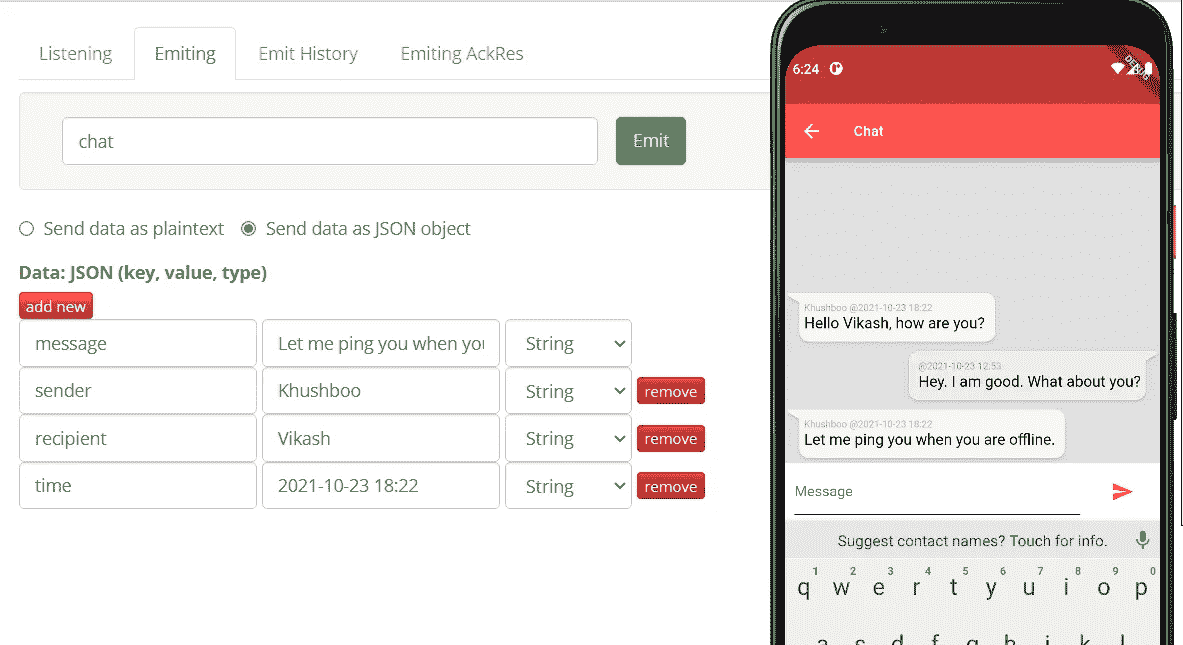 Listening
Emiting
Emit History
Emiting AckRes
chat
Emit
Send data as plaintext
Send data as JSON object
Data: JSON (key, value, type)
add new
message
Let me ping you when you
String
sender
Khushboo
String
remove
recipient
Vikash
String
remove
time
2021-10-23 18:22
String
remove
6:24
DEBUG
Chat
Khushboo @2021-10-23 18:22
Hello Vikash, how are you?
@2021-10-23 12:53
Hey. I am good. What about you?
Khushboo @2021-10-23 18:22
Let me ping you when you are offline.
Message
Suggest contact names? Touch for info.
1 2 3 4 5 6 7 8 9 0
q w e r t y u i o p
a s d f g h j k l